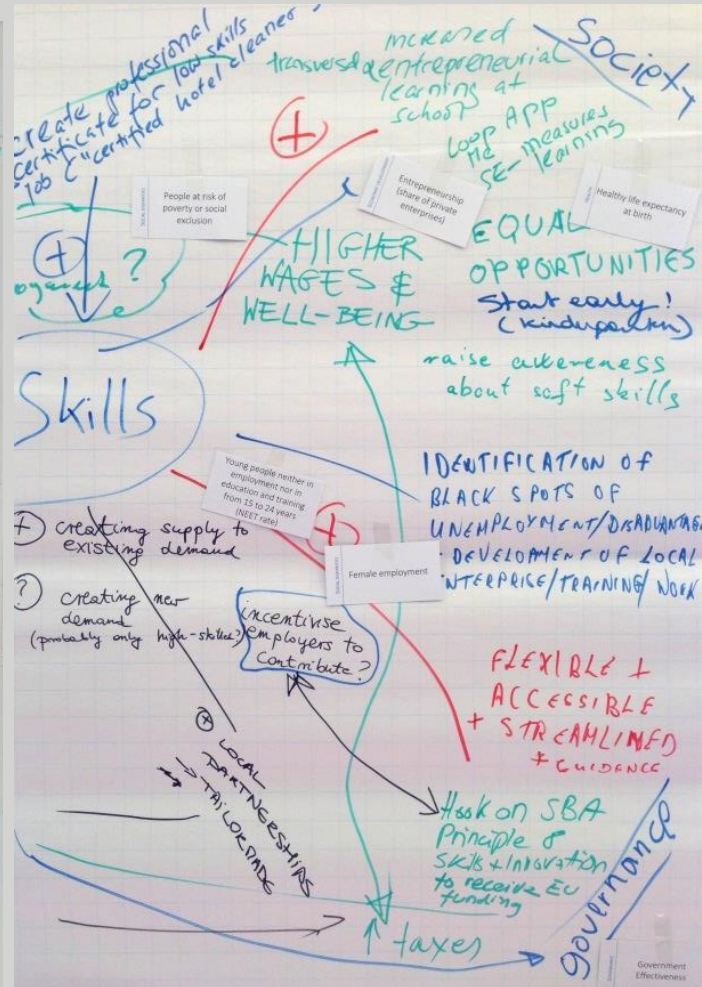 create professional
certificate for low skills
job ("certified hotel cleaner
increased
transversal entrepreneurial
learning at
school
Society
Loop App
the
SE- measures
learning
People at risk of
poverty or social
exclusion
Entrepreneurship
(share of private
enterprises)
Healthy life expectancy
at birth
+
+
?
HIGHER
WAGES &
WELL-BEING
EQUAL
OPPORTUNITIES
Start early!
raise awereness
about soft skills
Skills
Young people neither in
employment nor in
education and training
from 15 to 24 years
(NEET rate)
IDENTIFICATION OF
BLACK SPOTS OF
UNEMPLOYMENT/DISADVANTAGE
DEVELOPMENT OF LOCAL
NTERPRISE/TRAINING/WORK
+ creating supply to
existing demand
+
Female employment
? creating new
demand
(probably only high-skilled?)
incentivise
employers to
contribute?
FLEXIBLE +
ACCESSIBLE
+ STREAMLINED
+ GUIDANCE
+ LOCAL
PARTNERSHIPS
→ TAILORMADE
Hook on SBA
Principle 8
Skills + Inovation
to receive EU
funding
↑ taxes
governance
Government
Effectiveness